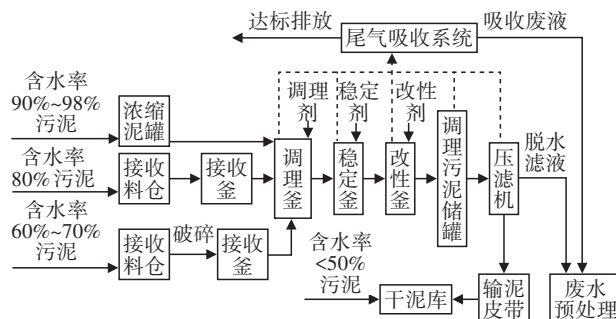 达标排放
尾气吸收系统
吸收废液
含水率
90%~98%
污泥
浓缩
泥罐
调理
剂
稳定
剂
改性
剂
含水率
80%污泥
接收
料仓
接收
釜
调理釜
稳定釜
改性釜
调理污泥储罐
压滤机
脱水
滤液
含水率
60%~70%
污泥
接收
料仓
破碎
接收
釜
含水率
<50%
污泥
干泥库
输泥
皮带
废水
预处理